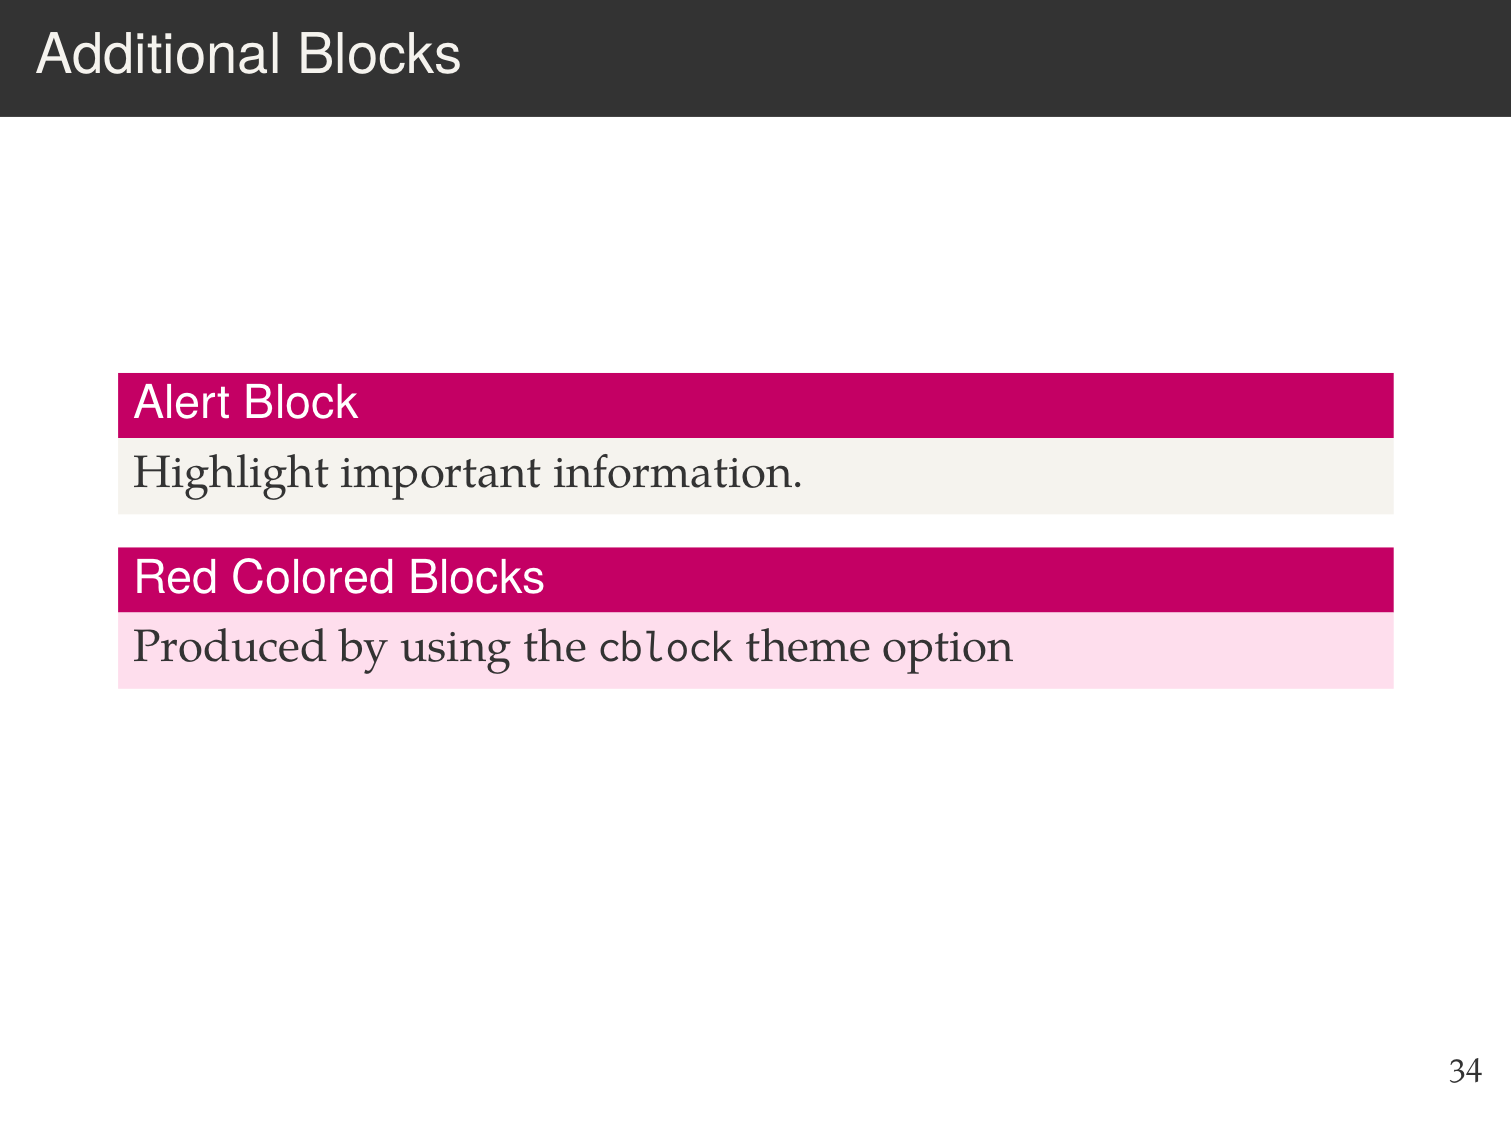 Additional Blocks
Alert Block
Highlight important information.
Red Colored Blocks
Produced by using the cblock theme option
34